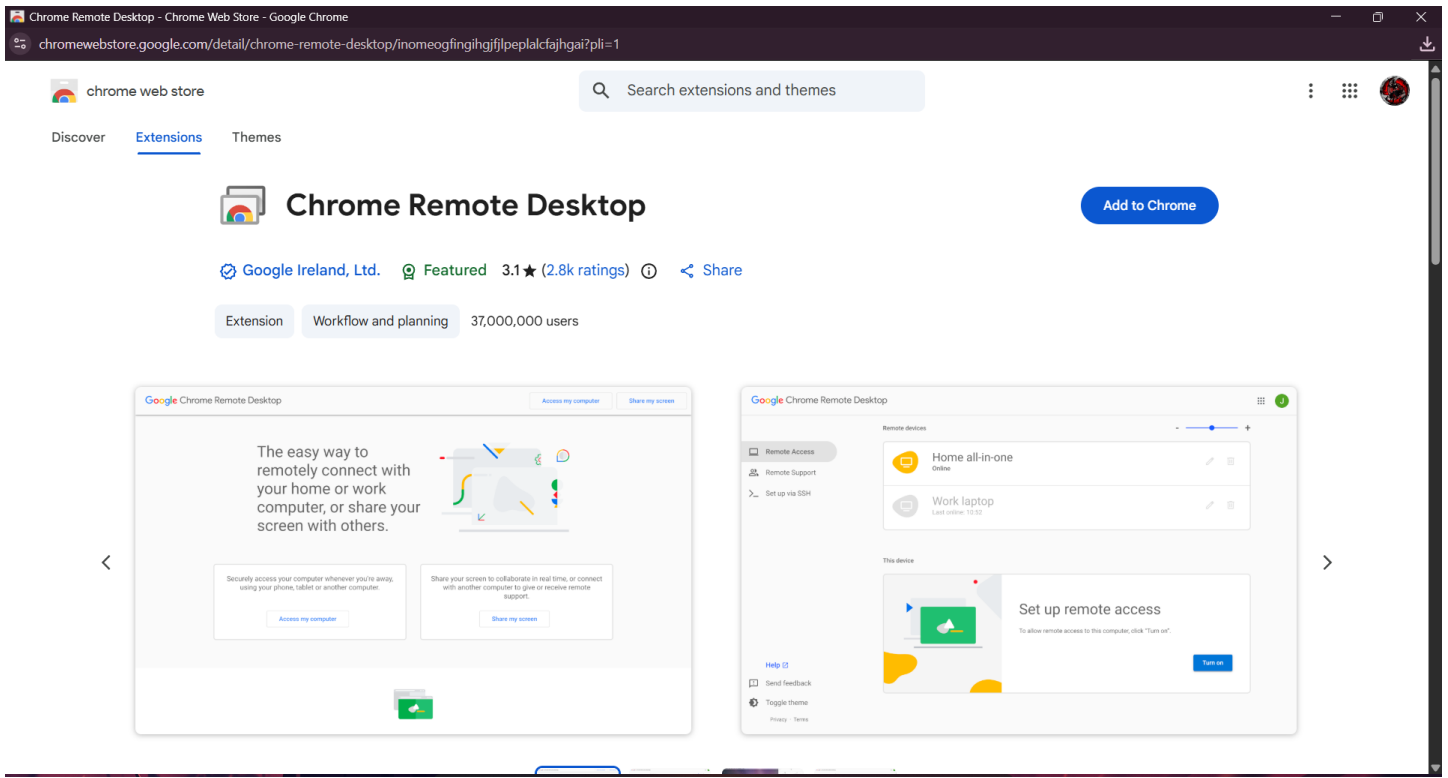 Chrome Remote Desktop - Chrome Web Store - Google Chrome
chromewebstore.google.com/detail/chrome-remote-desktop/inomeogfingihgjfjlpeplalcfajhgai?pli=1
chrome web store
Search extensions and themes
Discover Extensions Themes
Chrome Remote Desktop
Add to Chrome
Google Ireland, Ltd. Featured 3.1★ (2.8k ratings) Share
Extension Workflow and planning 37,000,000 users
Google Chrome Remote Desktop
Access my computer Share my screen
The easy way to
remotely connect with
your home or work
computer, or share your
screen with others.
Securely access your computer whenever you're away,
using your phone, tablet or another computer.
Access my computer
Share your screen to collaborate in real time, or connect
with another computer to give or receive remote
support.
Share my screen
Google Chrome Remote Desktop
J
Remote Access
Remote Support
Set up via SSH
Remote devices
- +
Home all-in-one
Online
Work laptop
Last online: 10:52
This device
Set up remote access
To allow remote access to this computer, click "Turn on".
Turn on
Help
Send feedback
Toggle theme
Privacy · Terms